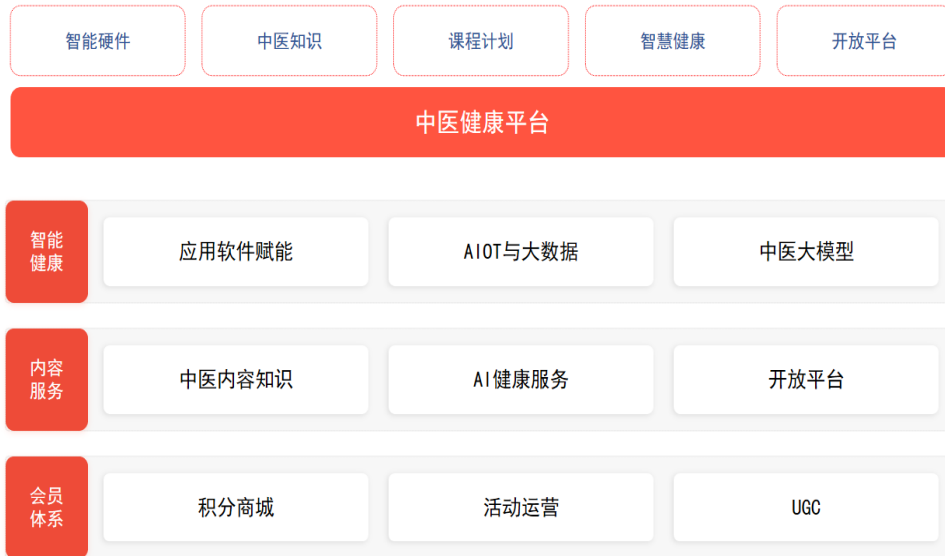 智能硬件
中医知识
课程计划
智慧健康
开放平台
中医健康平台
智能
健康
应用软件赋能
AIOT与大数据
中医大模型
内容
服务
中医内容知识
AI健康服务
开放平台
会员
体系
积分商城
活动运营
UGC